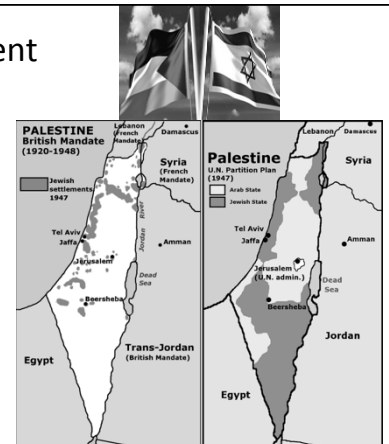 ent
PALESTINE
British Mandate
(1920-1948)
Jewish
settlements
1947
Lebanon
(French
Mandate)
Damascus
Syria
(French
Mandate)
Tel Aviv
Jaffa
Jordan River
Amman
Jerusalem
Dead
Sea
Beersheba
Egypt
Trans-Jordan
(British Mandate)
Palestine
U.N. Partition Plan
(1947)
Arab State
Jewish State
Lebanon
Damascus
Syria
Tel Aviv
Jaffa
Amman
Jerusalem
(U.N. admin.)
Dead
Sea
Beersheba
Jordan
Egypt